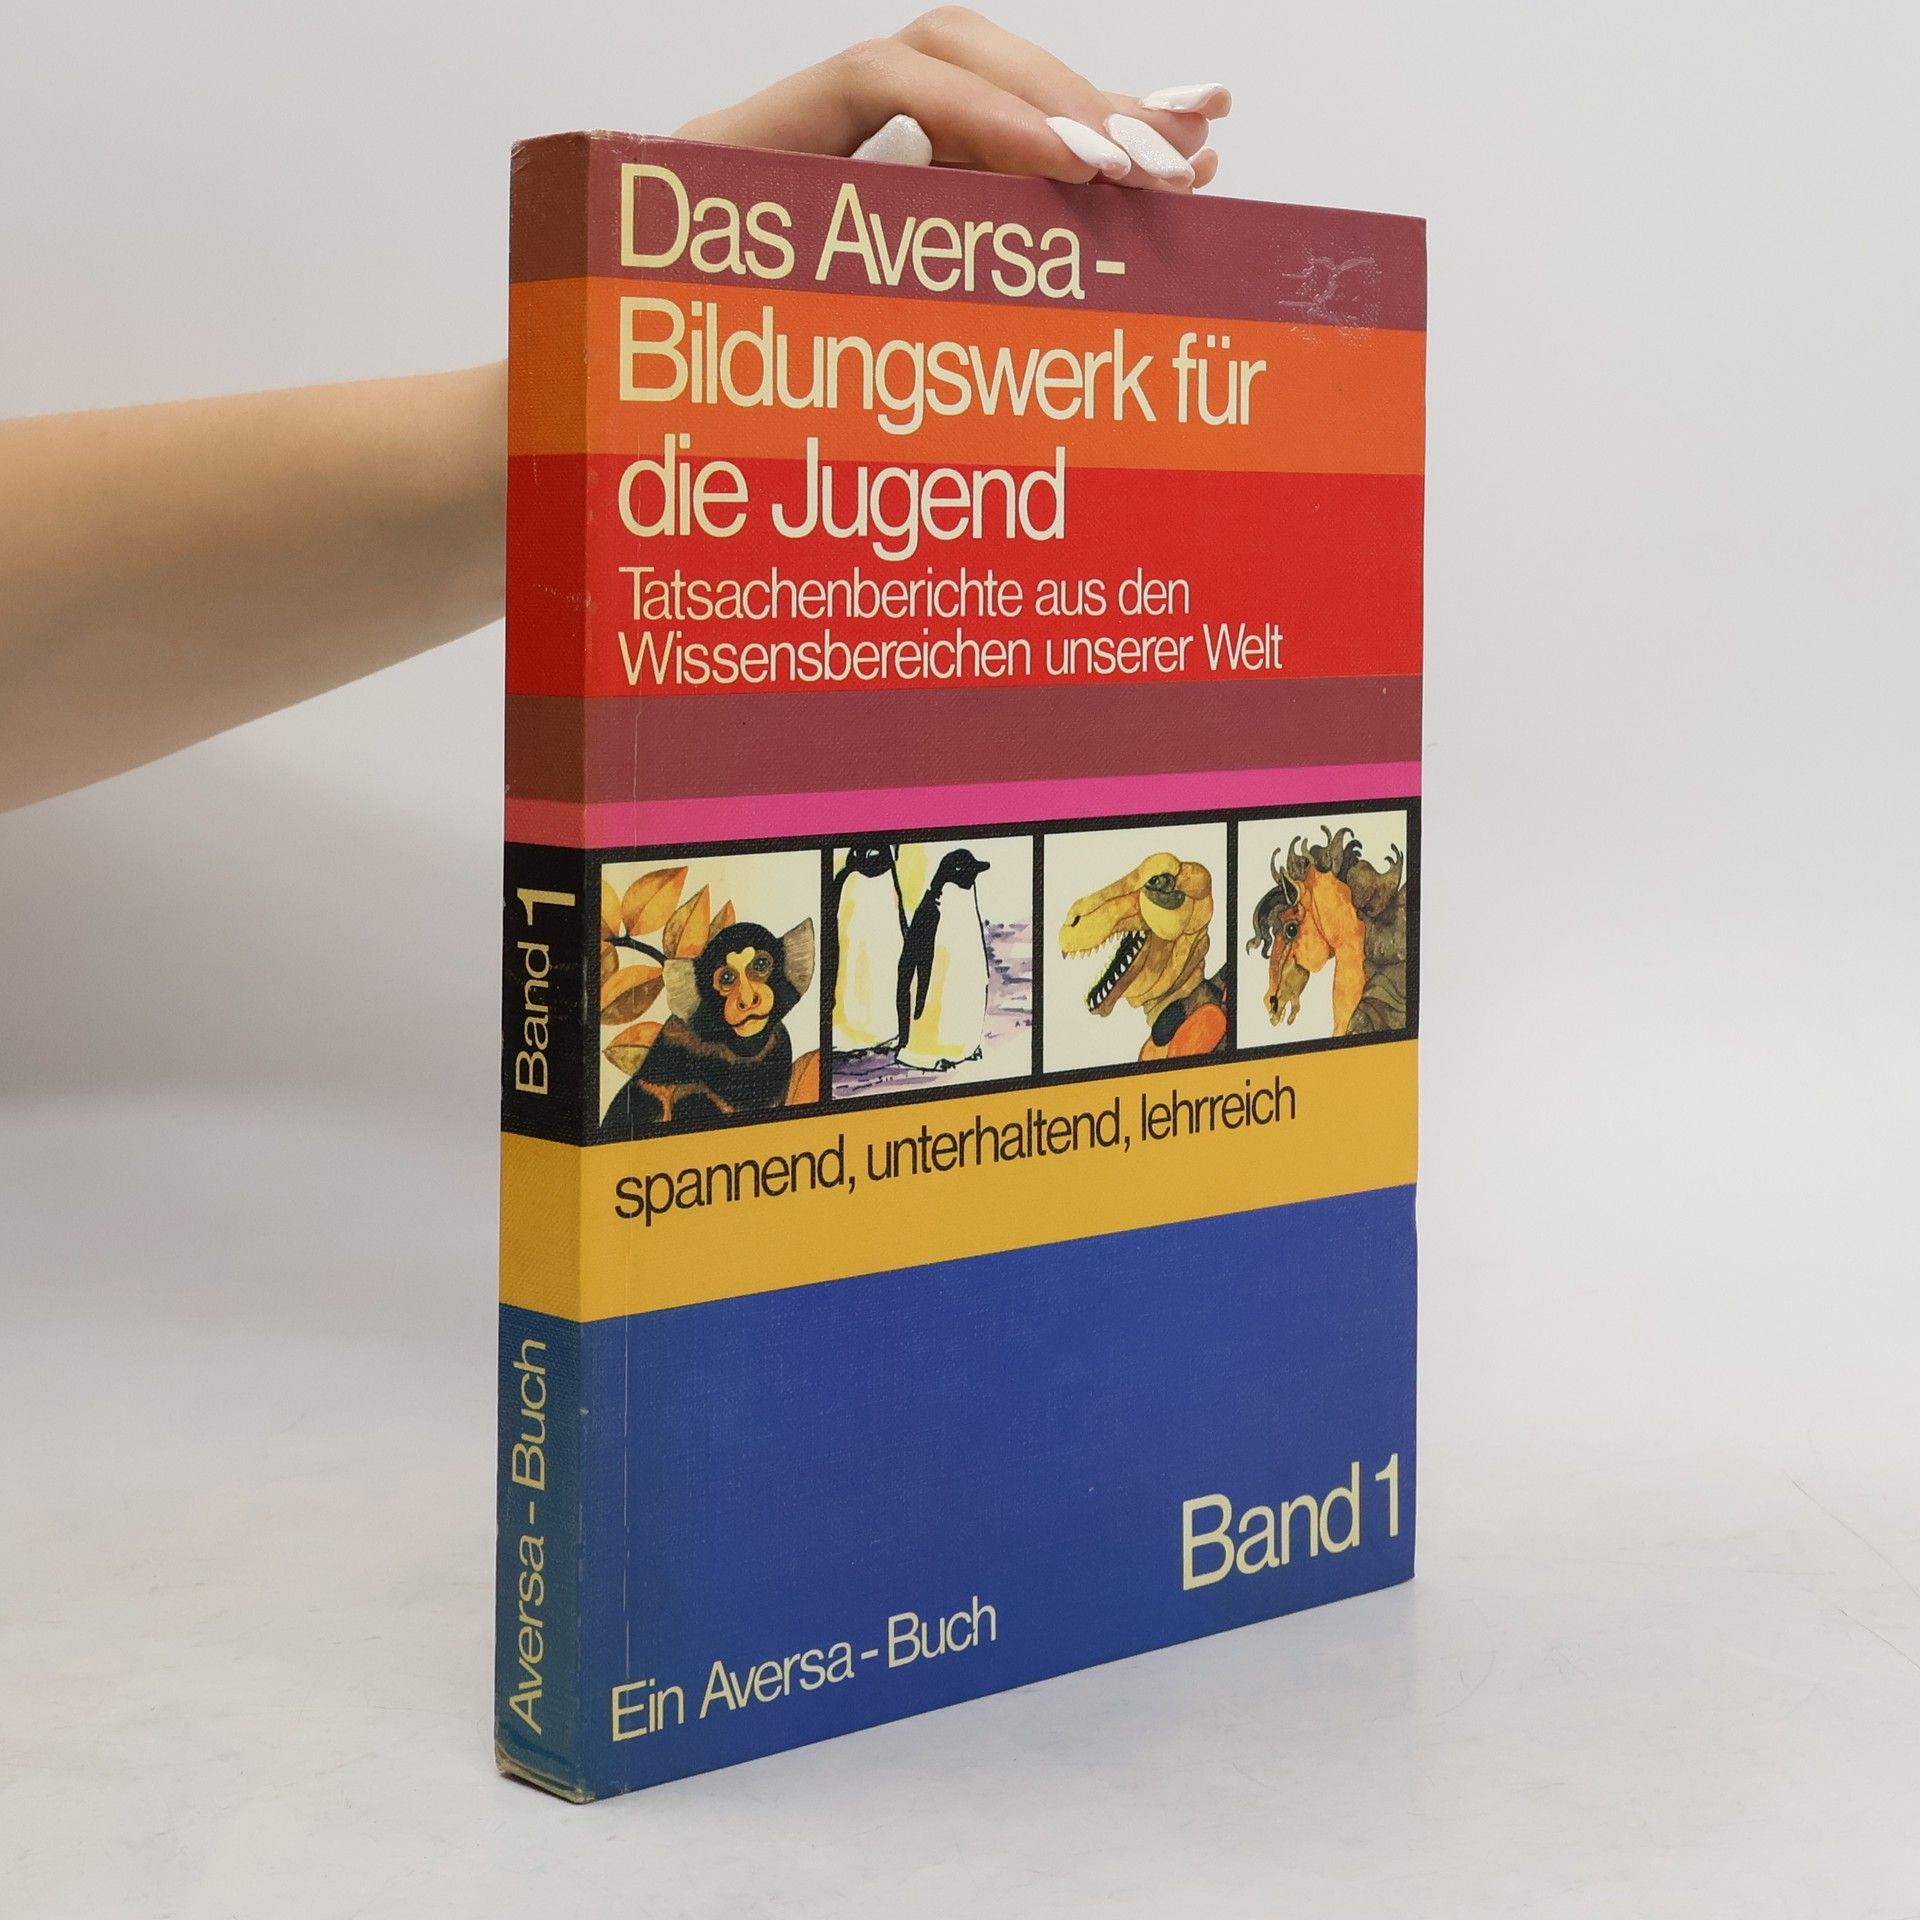 Das Aversa-
Bildungswerk für
die Jugend
Tatsachenberichte aus den
Wissensbereichen unserer Welt
spannend, unterhaltend, lehrreich
Band 1
Ein Aversa-Buch
Band 1
Aversa-Buch